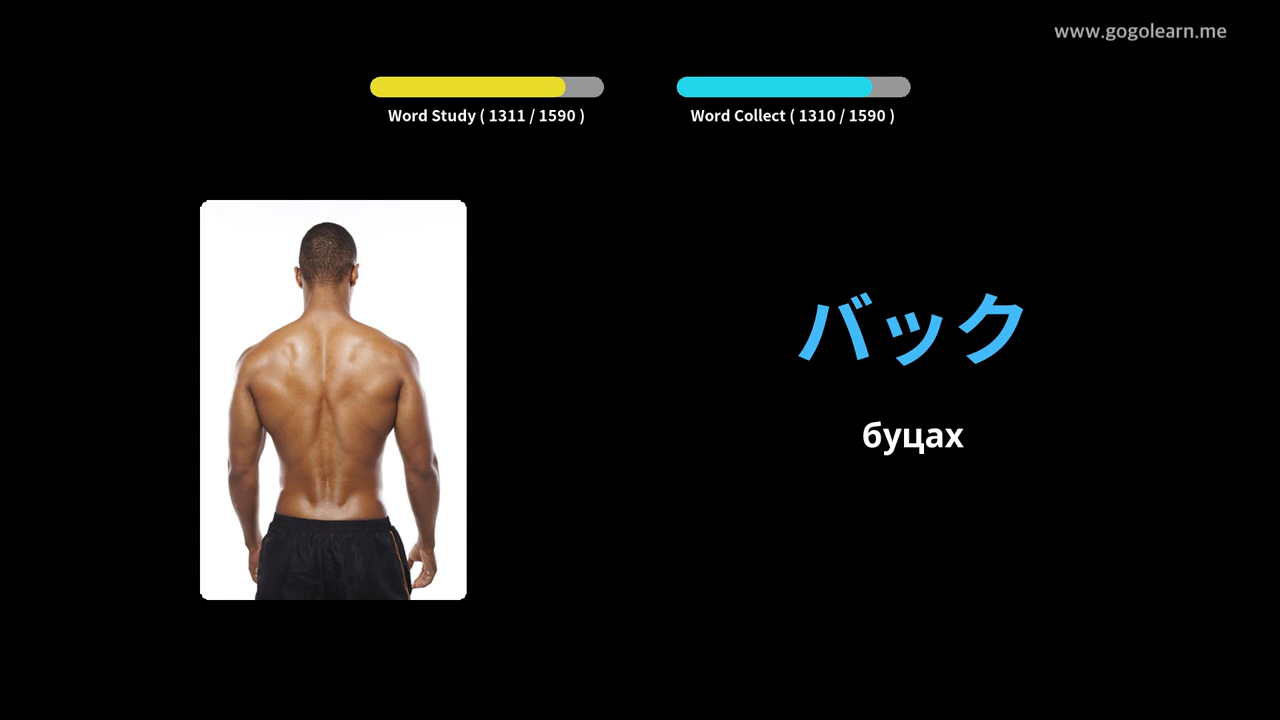 www.gogolearn.me
Word Study ( 1311 / 1590 )
Word Collect ( 1310 / 1590 )
バック
буцах